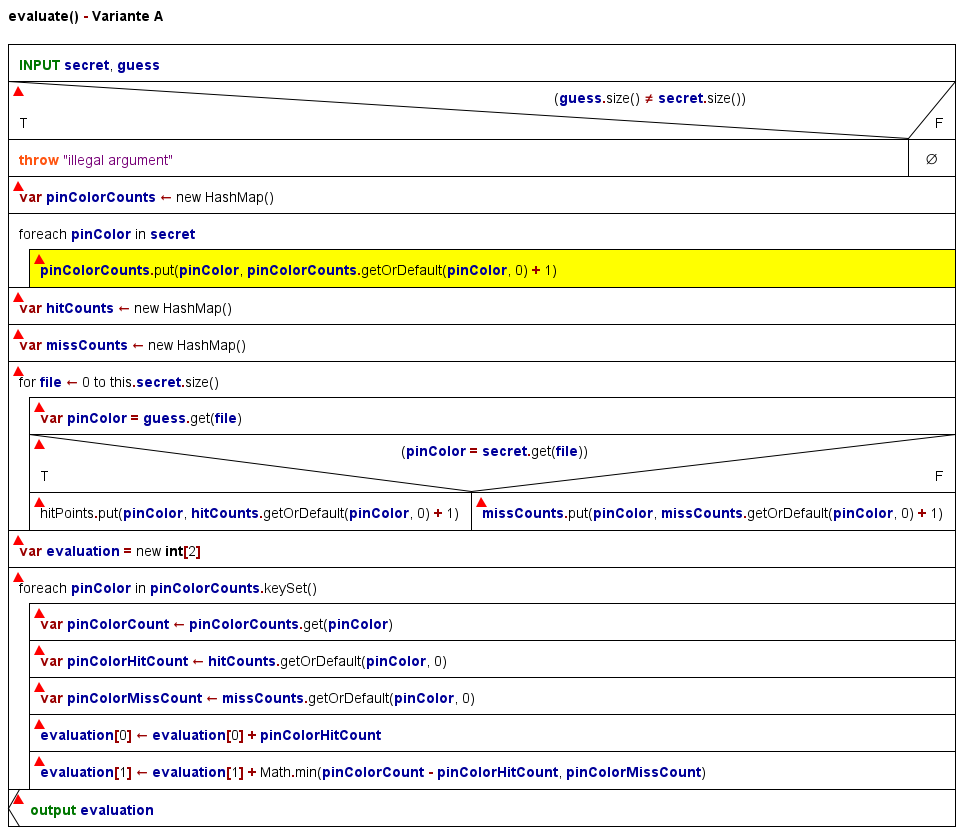 evaluate() - Variante A
INPUT secret, guess
(guess.size() ≠ secret.size())
T F
throw "illegal argument" ∅
var pinColorCounts ← new HashMap()
foreach pinColor in secret
pinColorCounts.put(pinColor, pinColorCounts.getOrDefault(pinColor, 0) + 1)
var hitCounts ← new HashMap()
var missCounts ← new HashMap()
for file ← 0 to this.secret.size()
var pinColor = guess.get(file)
(pinColor = secret.get(file))
T F
hitPoints.put(pinColor, hitCounts.getOrDefault(pinColor, 0) + 1) missCounts.put(pinColor, missCounts.getOrDefault(pinColor, 0) + 1)
var evaluation = new int[2]
foreach pinColor in pinColorCounts.keySet()
var pinColorCount ← pinColorCounts.get(pinColor)
var pinColorHitCount ← hitCounts.getOrDefault(pinColor, 0)
var pinColorMissCount ← missCounts.getOrDefault(pinColor, 0)
evaluation[0] ← evaluation[0] + pinColorHitCount
evaluation[1] ← evaluation[1] + Math.min(pinColorCount - pinColorHitCount, pinColorMissCount)
output evaluation